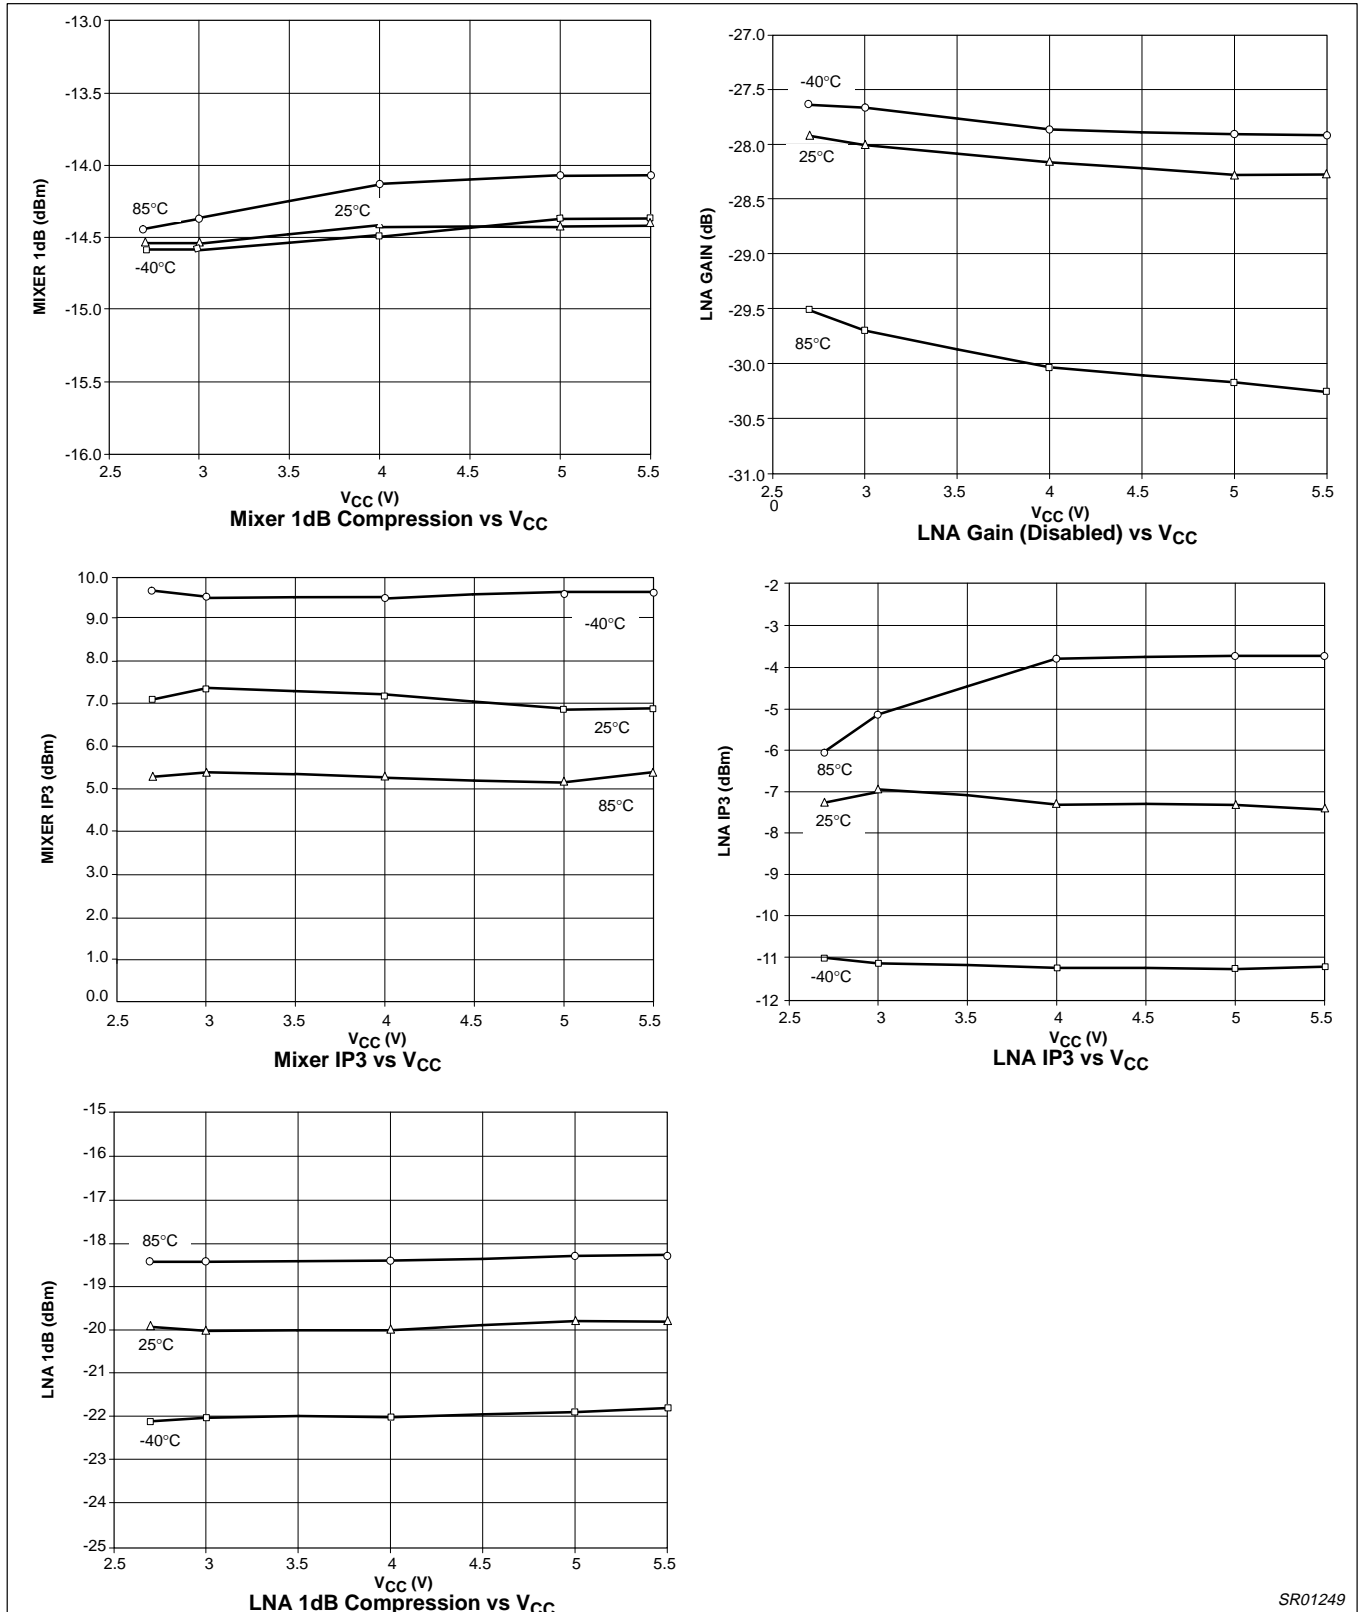 -13.0
-13.5
-14.0
-14.5
-15.0
-15.5
-16.0
MIXER 1dB (dBm)
85°C
25°C
-40°C
2.5 3 3.5 4 4.5 5 5.5
VCC (V)
Mixer 1dB Compression vs VCC
-27.0
-27.5
-28.0
-28.5
-29.0
-29.5
-30.0
-30.5
-31.0
LNA GAIN (dB)
-40°C
25°C
85°C
2.5 3 3.5 4 4.5 5 5.5
0
VCC (V)
LNA Gain (Disabled) vs VCC
10.0
9.0
8.0
7.0
6.0
5.0
4.0
3.0
2.0
1.0
0.0
MIXER IP3 (dBm)
-40°C
25°C
85°C
2.5 3 3.5 4 4.5 5 5.5
VCC (V)
Mixer IP3 vs VCC
-2
-3
-4
-5
-6
-7
-8
-9
-10
-11
-12
LNA IP3 (dBm)
85°C
25°C
-40°C
2.5 3 3.5 4 4.5 5 5.5
VCC (V)
LNA IP3 vs VCC
-15
-16
-17
-18
-19
-20
-21
-22
-23
-24
-25
LNA 1dB (dBm)
85°C
25°C
-40°C
2.5 3 3.5 4 4.5 5 5.5
VCC (V)
LNA 1dB Compression vs VCC
SR01249